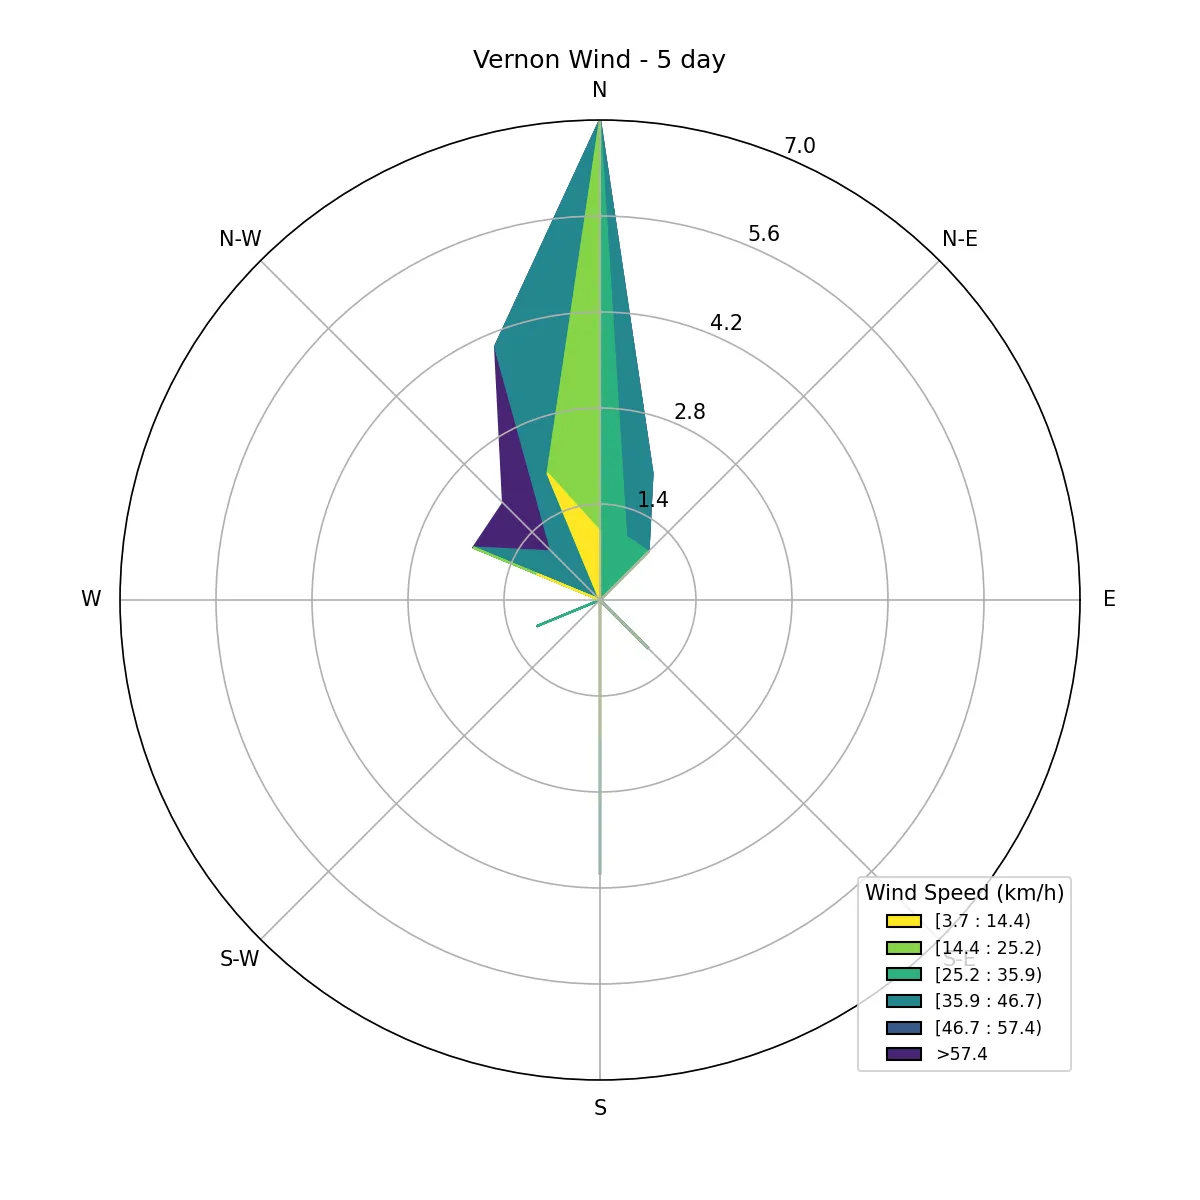 Vernon Wind - 5 day
N
7.0
N-W
N-E
5.6
4.2
2.8
1.4
W
E
S-W
S-E
S
Wind Speed (km/h)
[3.7 : 14.4)
[14.4 : 25.2)
[25.2 : 35.9)
[35.9 : 46.7)
[46.7 : 57.4)
>57.4